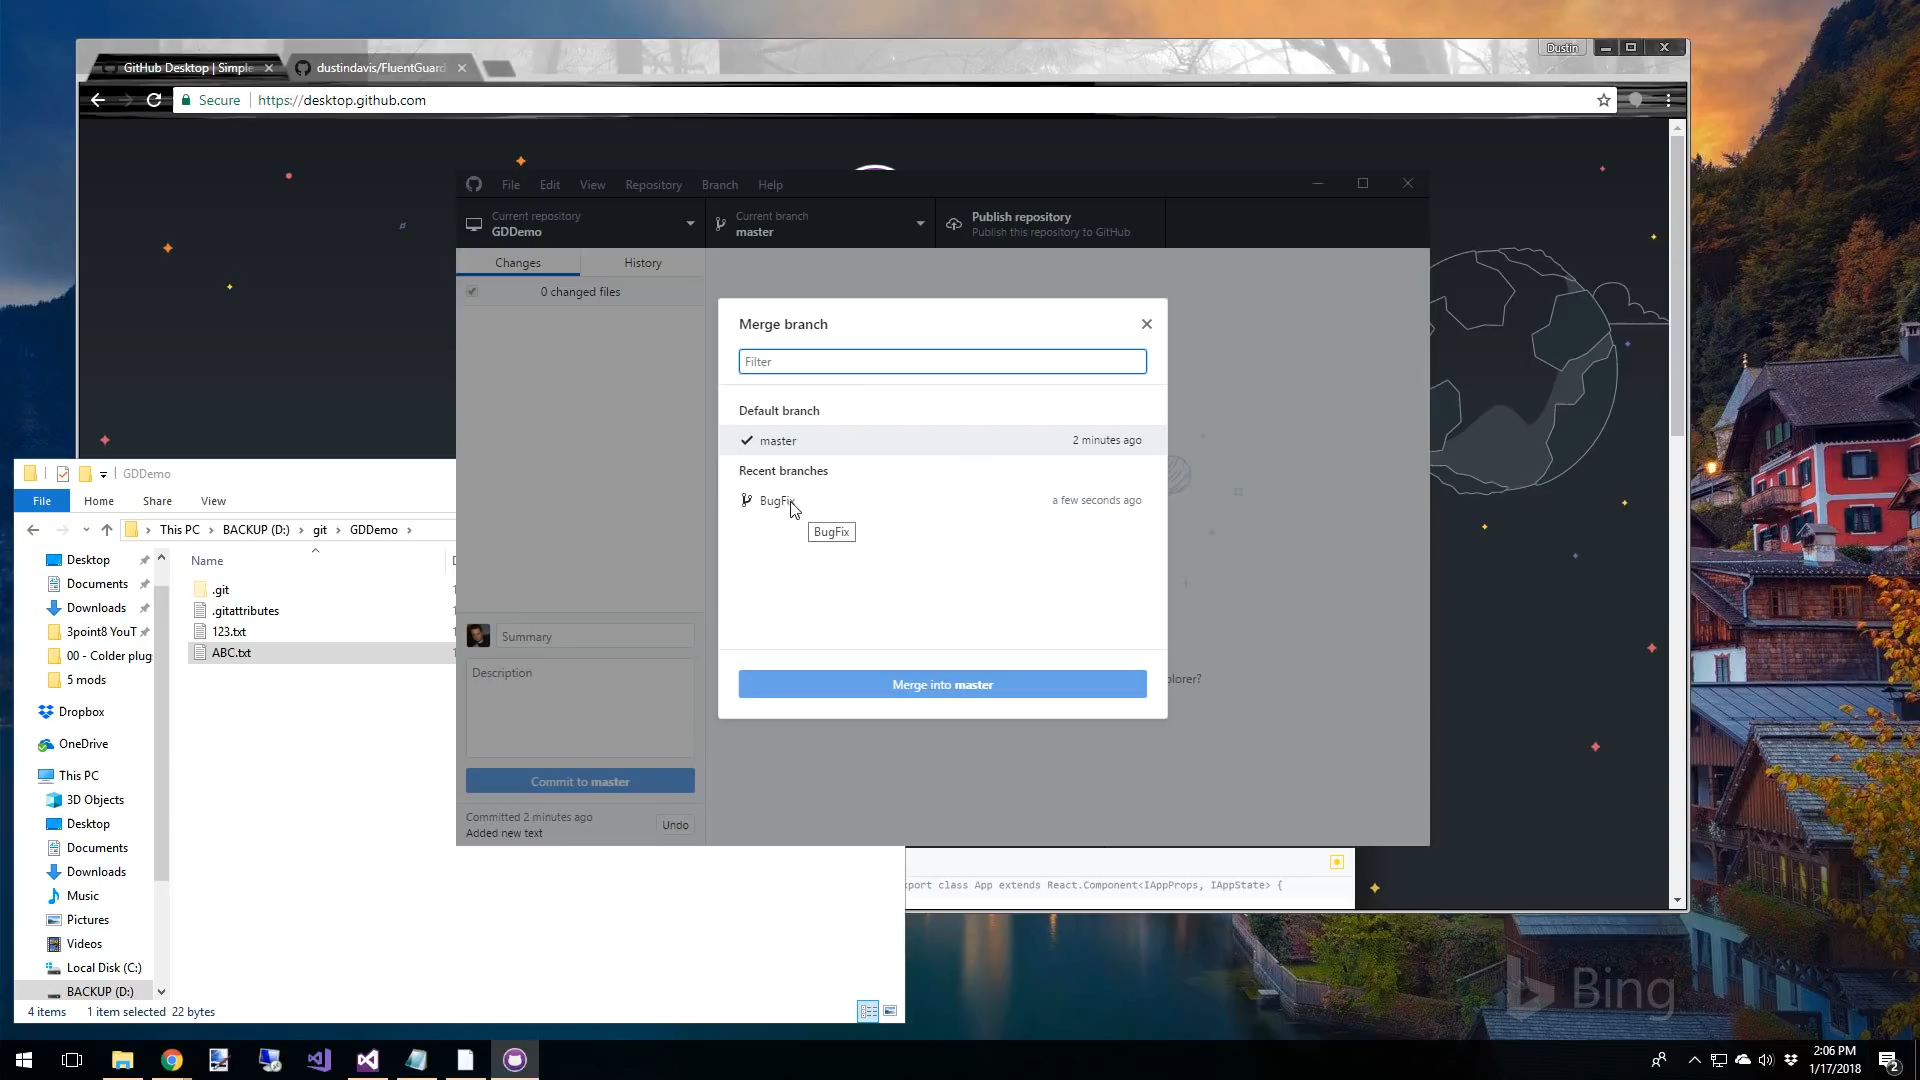 Dustin
GitHub Desktop | Simple
dustindavis/FluentGuard
Secure
https://desktop.github.com
File Edit View Repository Branch Help
Current repository
GDDemo
Current branch
master
Publish repository
Publish this repository to GitHub
Changes
History
0 changed files
Merge branch
Filter
Default branch
master
2 minutes ago
Recent branches
BugFix
a few seconds ago
BugFix
Merge into master
Summary
Description
Commit to master
Committed 2 minutes ago
Added new text
Undo
plorer?
GDDemo
File Home Share View
This PC > BACKUP (D:) > git > GDDemo >
Name
.git
.gitattributes
123.txt
ABC.txt
Desktop
Documents
Downloads
3point8 YouT
00 - Colder plug
5 mods
Dropbox
OneDrive
This PC
3D Objects
Desktop
Documents
Downloads
Music
Pictures
Videos
Local Disk (C:)
BACKUP (D:)
4 items 1 item selected 22 bytes
port class App extends React.Component<IAppProps, IAppState> {
Bing
2:06 PM
1/17/2018
2